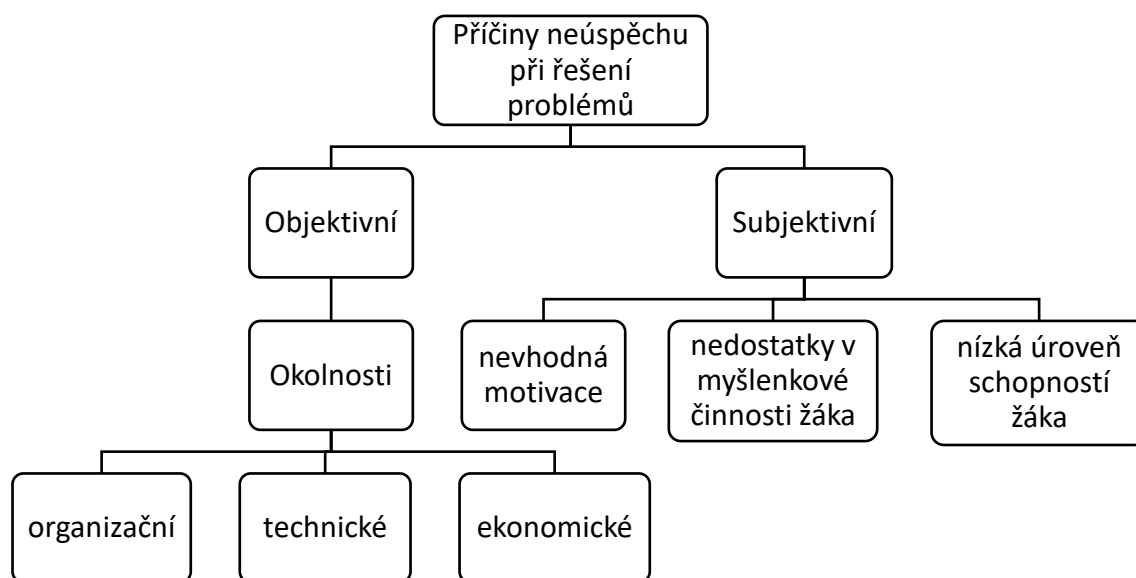 Příčiny neúspěchu
při řešení
problémů
Objektivní
Subjektivní
Okolnosti
nevhodná
motivace
nedostatky v
myšlenkové
činnosti žáka
nízká úroveň
schopností
žáka
organizační
technické
ekonomické